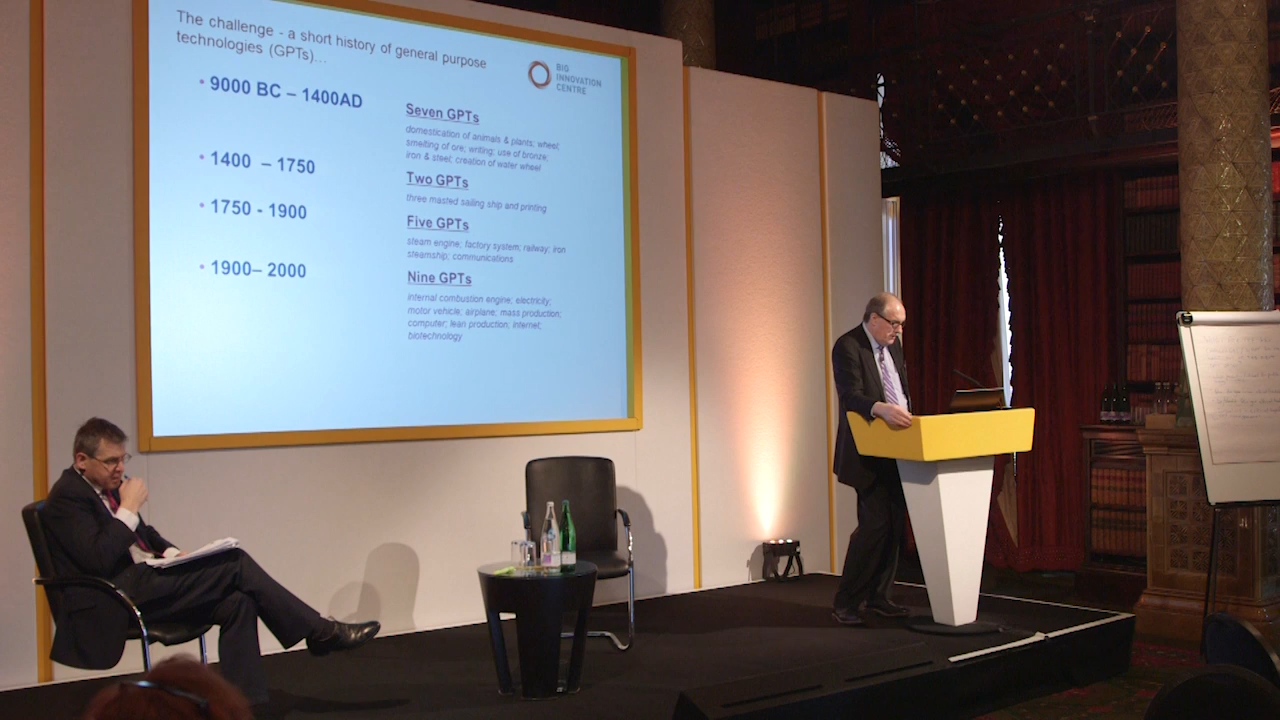 The challenge - a short history of general purpose
technologies (GPTs)...
BIG
INNOVATION
CENTRE
• 9000 BC – 1400AD
Seven GPTs
domestication of animals & plants; wheel;
smelting of ore; writing; use of bronze;
iron & steel; creation of water wheel
• 1400 – 1750
Two GPTs
three masted sailing ship and printing
• 1750 - 1900
Five GPTs
steam engine; factory system; railway; iron
steamship; communications
• 1900– 2000
Nine GPTs
internal combustion engine; electricity;
motor vehicle; airplane; mass production;
computer; lean production; internet;
biotechnology